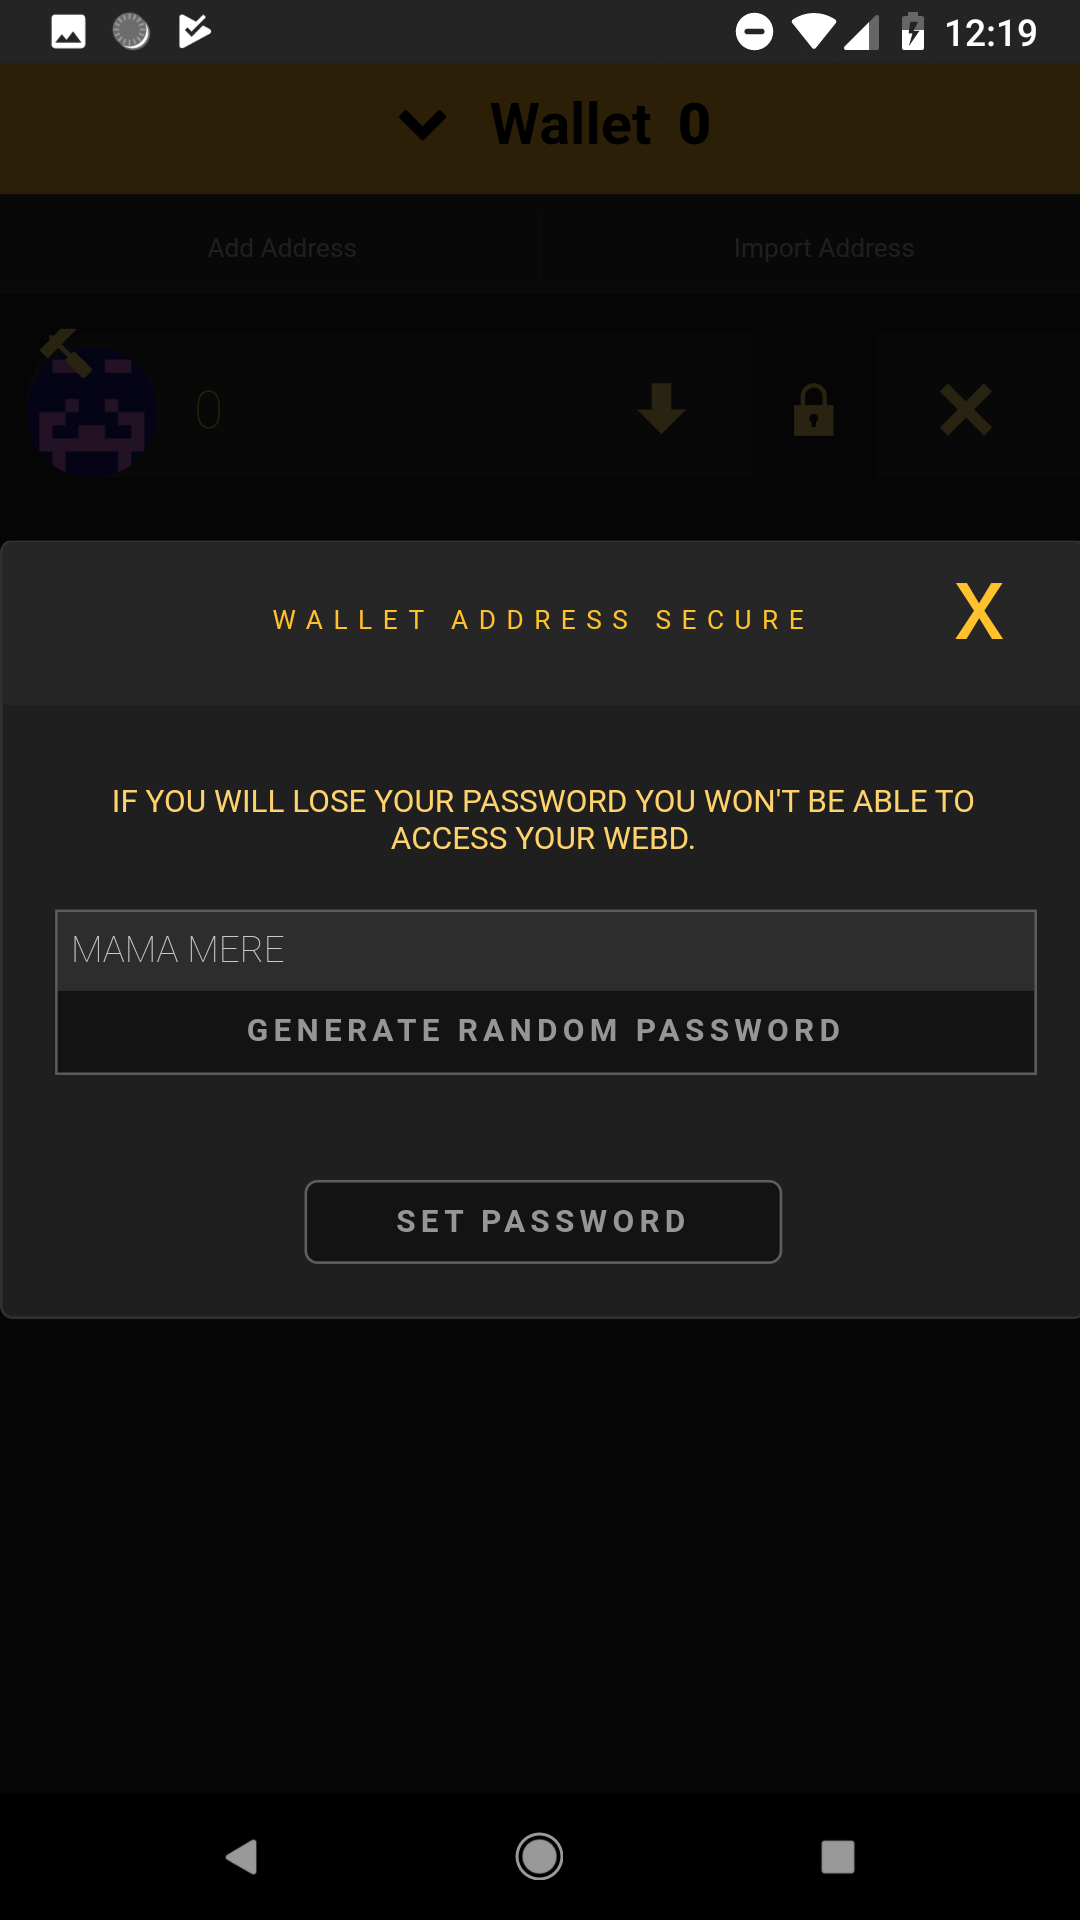 12:19
Wallet 0
Add Address Import Address
0
WALLET ADDRESS SECURE X
IF YOU WILL LOSE YOUR PASSWORD YOU WON'T BE ABLE TO
ACCESS YOUR WEBD.
MAMA MERE
GENERATE RANDOM PASSWORD
SET PASSWORD